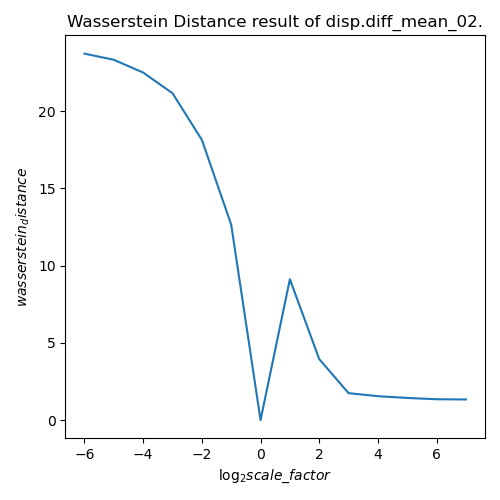 Wasserstein Distance result of disp.diff_mean_02.
20
15
10
5
0
wasserstein_distance
−6 −4 −2 0 2 4 6
log₂scale_factor